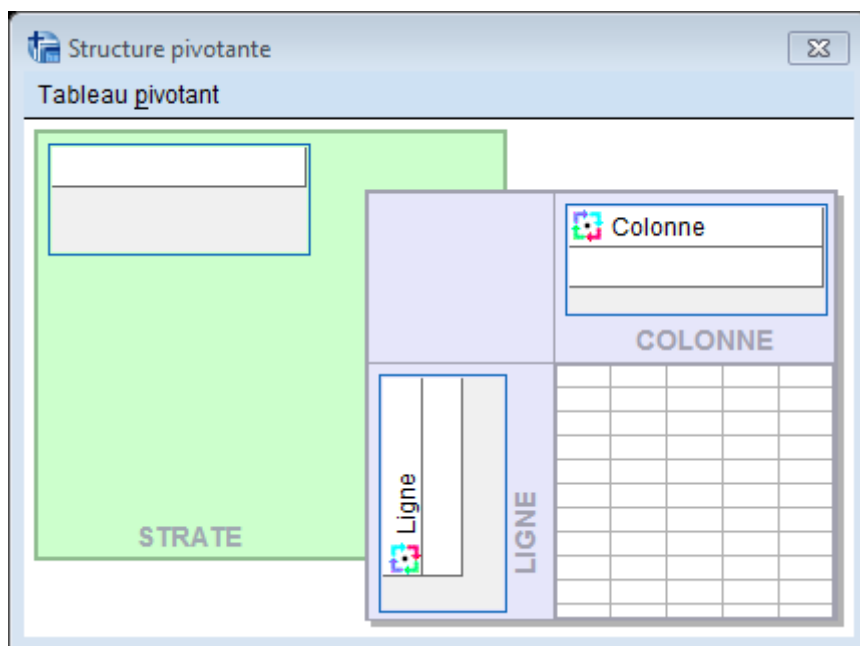 Structure pivotante
Tableau pivotant
Colonne
COLONNE
Ligne
LIGNE
STRATE